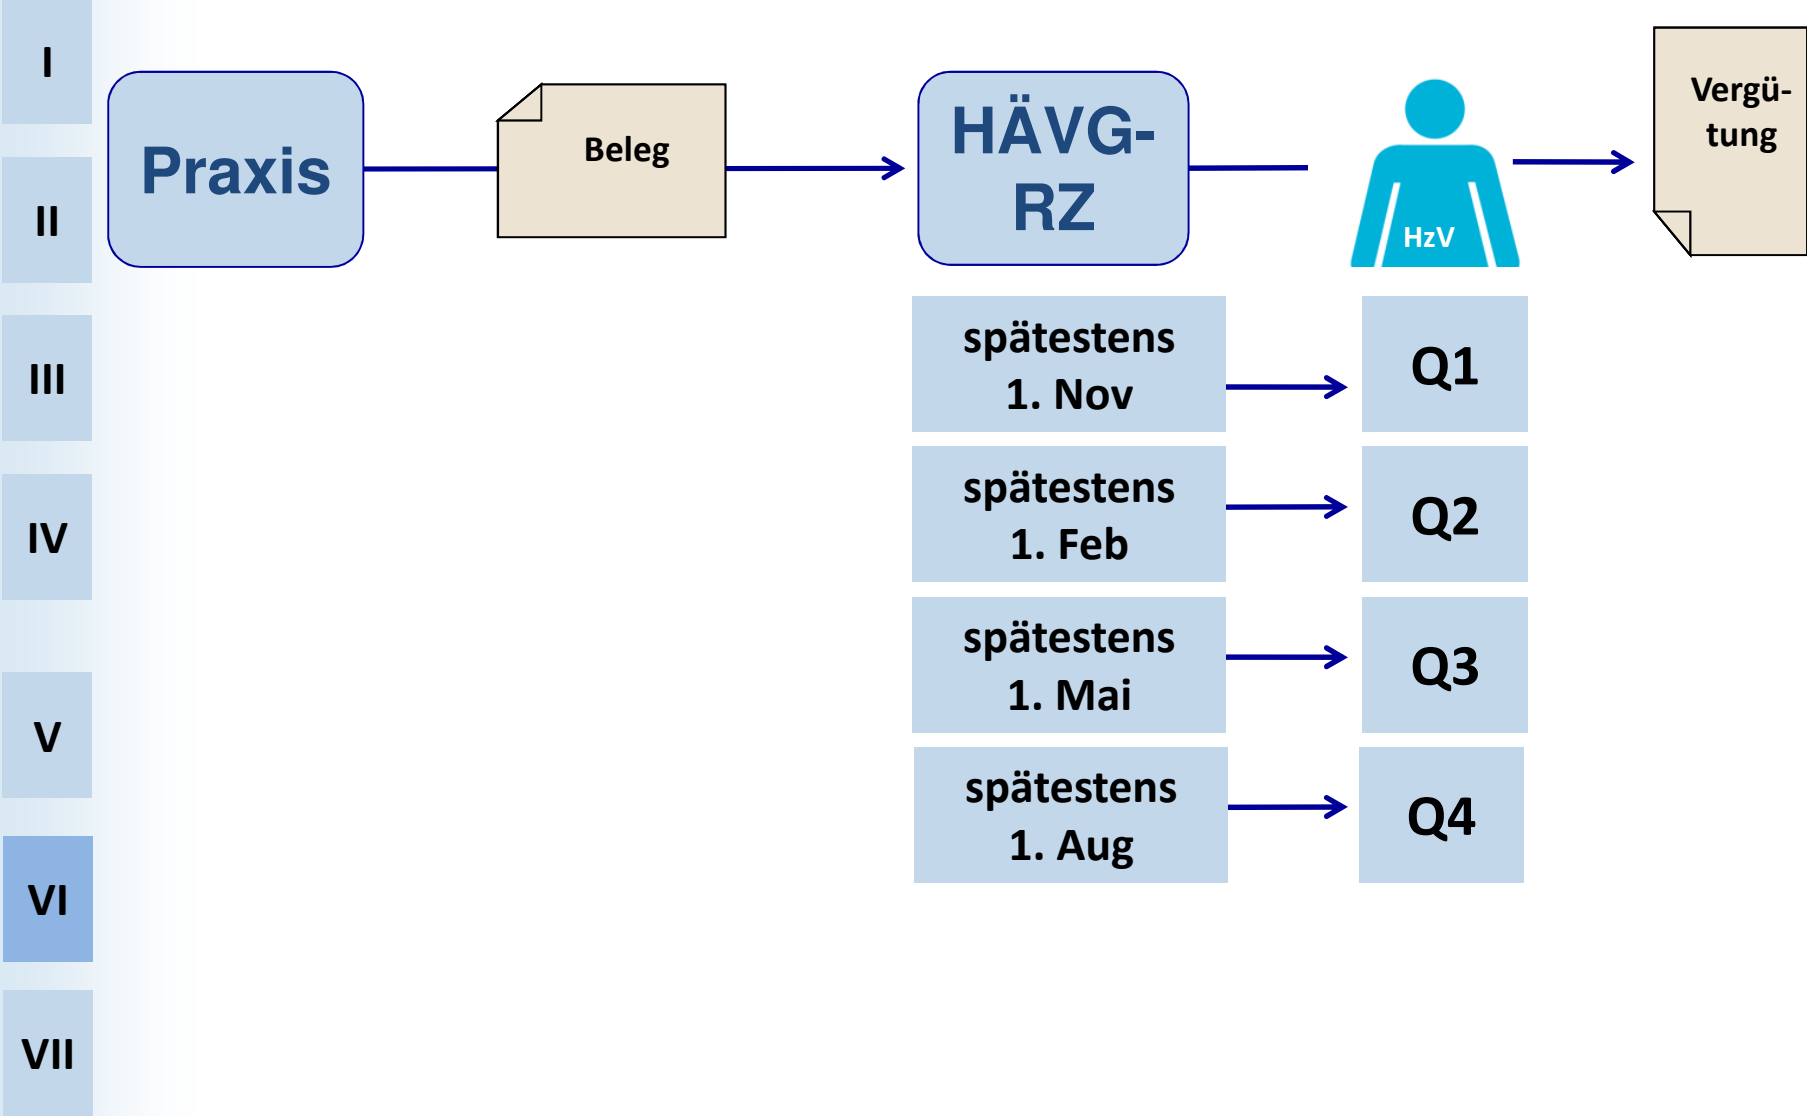 I
II
III
IV
V
VI
VII
Praxis
Beleg
HÄVG-
RZ
HzV
Vergü-
tung
spätestens
1. Nov
Q1
spätestens
1. Feb
Q2
spätestens
1. Mai
Q3
spätestens
1. Aug
Q4